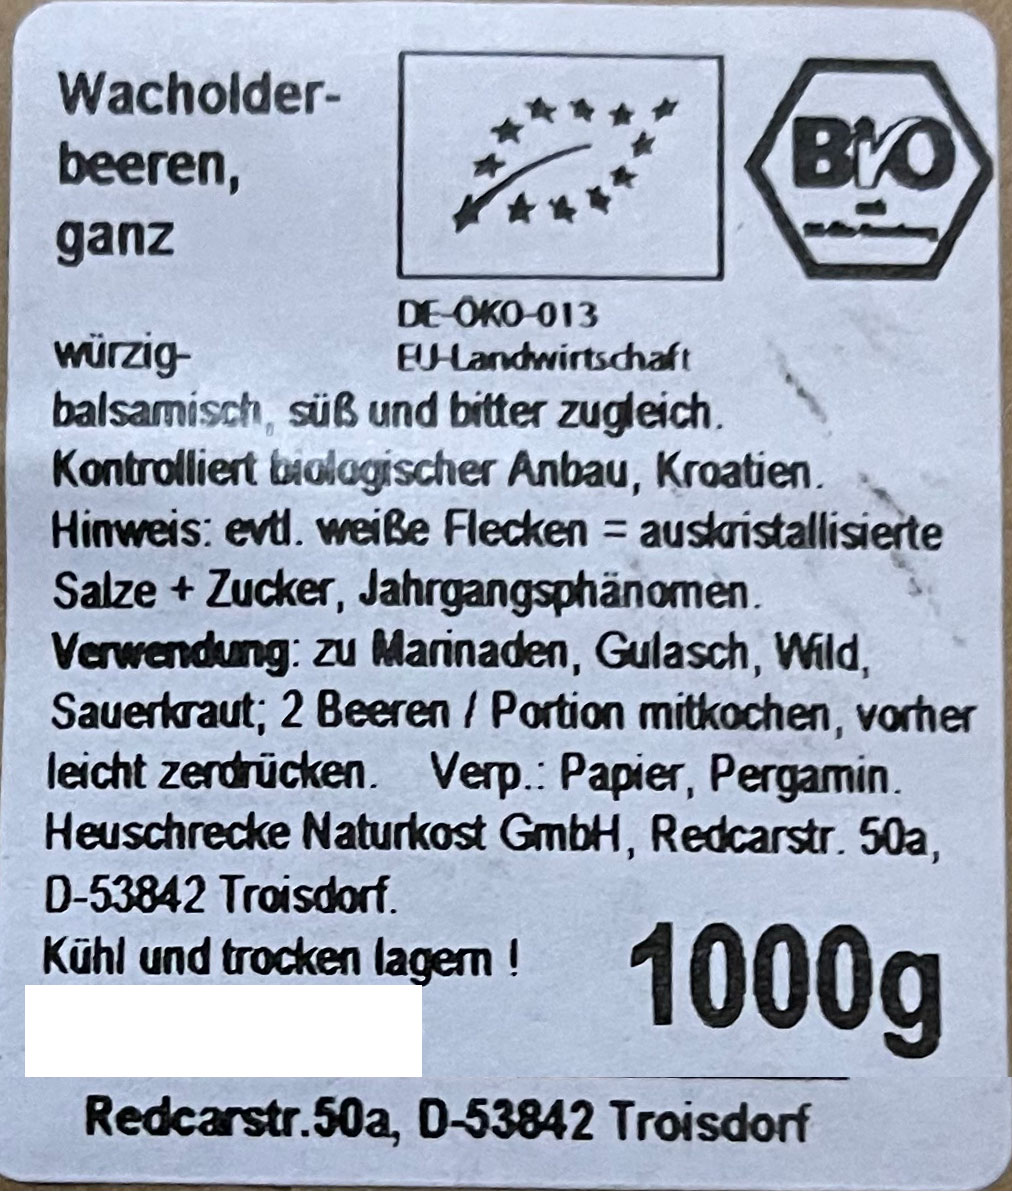 Wacholder-
beeren,
ganz
BIO
DE-ÖKO-013
EU-Landwirtschaft
würzig-
balsamisch, süß und bitter zugleich.
Kontrolliert biologischer Anbau, Kroatien.
Hinweis: evtl. weiße Flecken = auskristallisierte
Salze + Zucker, Jahrgangsphänomen.
Verwendung: zu Marinaden, Gulasch, Wild,
Sauerkraut; 2 Beeren / Portion mitkochen, vorher
leicht zerdrücken. Verp.: Papier, Pergamin.
Heuschrecke Naturkost GmbH, Redcarstr. 50a,
D-53842 Troisdorf.
Kühl und trocken lagern !
1000g
Redcarstr.50a, D-53842 Troisdorf